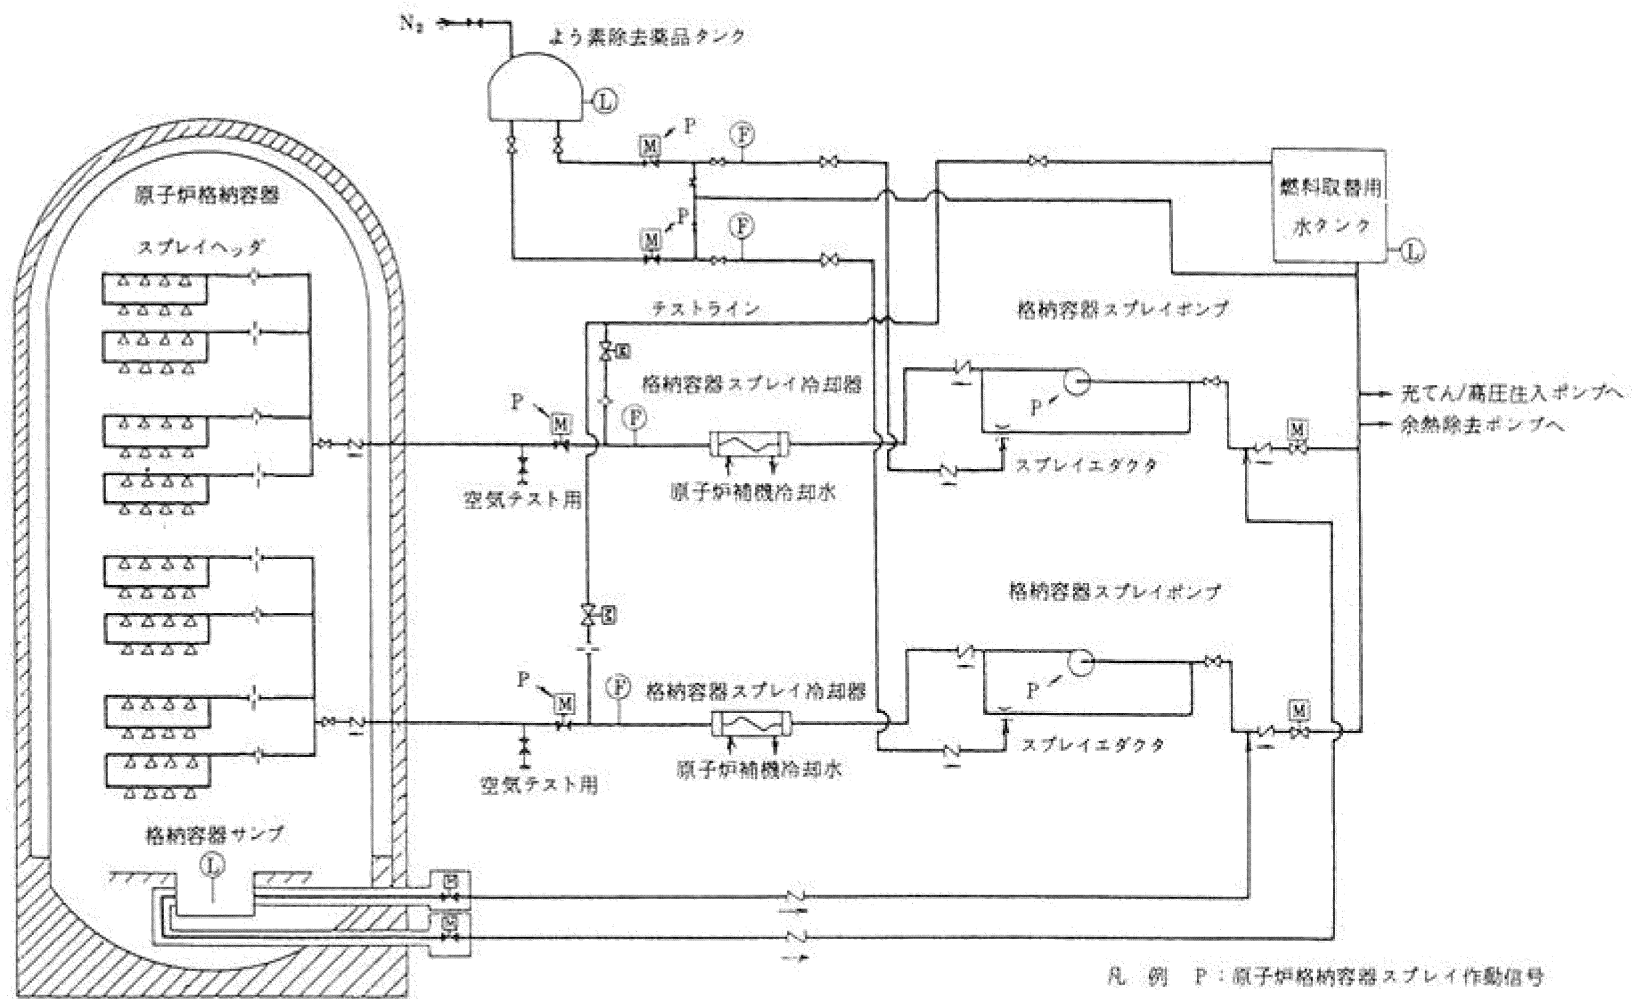 N₂
よう素除去薬品タンク
L
P
M
F
P
M
F
燃料取替用
水タンク
L
原子炉格納容器
スプレイヘッダ
テストライン
格納容器スプレイポンプ
格納容器スプレイ冷却器
P
M
F
P
充てん/高圧注入ポンプへ
余熱除去ポンプへ
M
スプレイエダクタ
空気テスト用
原子炉補機冷却水
格納容器スプレイポンプ
P
M
F
格納容器スプレイ冷却器
P
M
スプレイエダクタ
空気テスト用
原子炉補機冷却水
格納容器サンプ
L
M
M
凡 例 P:原子炉格納容器スプレイ作動信号